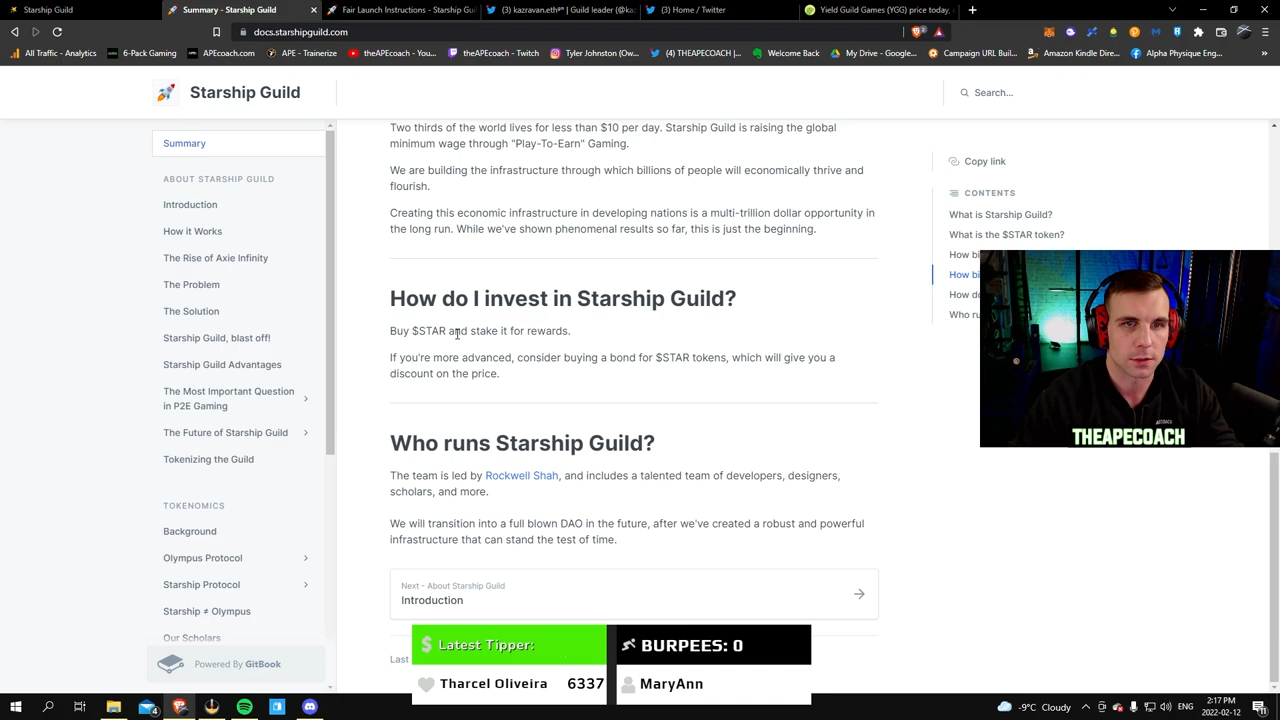 Starship Guild
Summary - Starship Guild
Fair Launch Instructions - Starship
(3) kazravan.eth*² | Guild leader (@ka
(3) Home / Twitter
Yield Guild Games (YGG) price today,
docs.starshipguild.com
All Traffic - Analytics
6-Pack Gaming
APEcoach.com
APE - Trainerize
theAPEcoach - You...
theAPEcoach - Twitch
Tyler Johnston (Ow...
(4) THEAPECOACH (...
Welcome Back
My Drive - Google...
Campaign URL Buil...
Amazon Kindle Direc...
Alpha Physique Eng...
Starship Guild
Search...
Summary
ABOUT STARSHIP GUILD
Introduction
How it Works
The Rise of Axie Infinity
The Problem
The Solution
Starship Guild, blast off!
Starship Guild Advantages
The Most Important Question
in P2E Gaming
The Future of Starship Guild
Tokenizing the Guild
TOKENOMICS
Background
Olympus Protocol
Starship Protocol
Starship ≠ Olympus
Our Scholars
Powered By GitBook
Two thirds of the world lives for less than $10 per day. Starship Guild is raising the global
minimum wage through "Play-To-Earn" Gaming.
We are building the infrastructure through which billions of people will economically thrive and
flourish.
Creating this economic infrastructure in developing nations is a multi-trillion dollar opportunity in
the long run. While we've shown phenomenal results so far, this is just the beginning.
How do I invest in Starship Guild?
Buy $STAR and stake it for rewards.
If you're more advanced, consider buying a bond for $STAR tokens, which will give you a
discount on the price.
Who runs Starship Guild?
The team is led by Rockwell Shah, and includes a talented team of developers, designers,
scholars, and more.
We will transition into a full blown DAO in the future, after we've created a robust and powerful
infrastructure that can stand the test of time.
Next - About Starship Guild
Introduction
Last
Copy link
CONTENTS
What is Starship Guild?
What is the $STAR token?
How bi
How bi
How do
Who ru
THEAPECOACH
Latest Tipper:
Tharcel Oliveira 6337
BURPEES: 0
MaryAnn
-9°C Cloudy
ENG
2:17 PM
2022-02-12